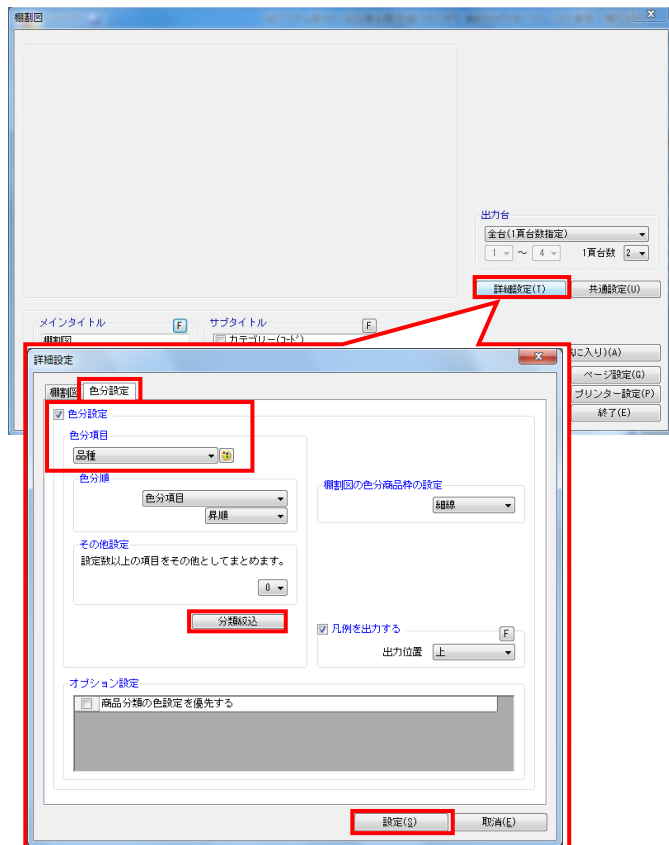 棚割図
出力台
全台(1頁台数指定)
1 ～ 4 1頁台数 2
詳細設定(T) 共通設定(U)
メインタイトル F サブタイトル F
棚割図 カテゴリー(ｺｰﾄﾞ)
に入り)(A)
ページ設定(G)
プリンター設定(P)
終了(E)
詳細設定
棚割図 色分設定
色分設定
色分項目
品種
色分順
色分項目
昇順
その他設定
設定数以上の項目をその他としてまとめます。
0
分類絞込
棚割図の色分商品枠の設定
細線
凡例を出力する F
出力位置 上
オプション設定
商品分類の色設定を優先する
設定(S) 取消(E)